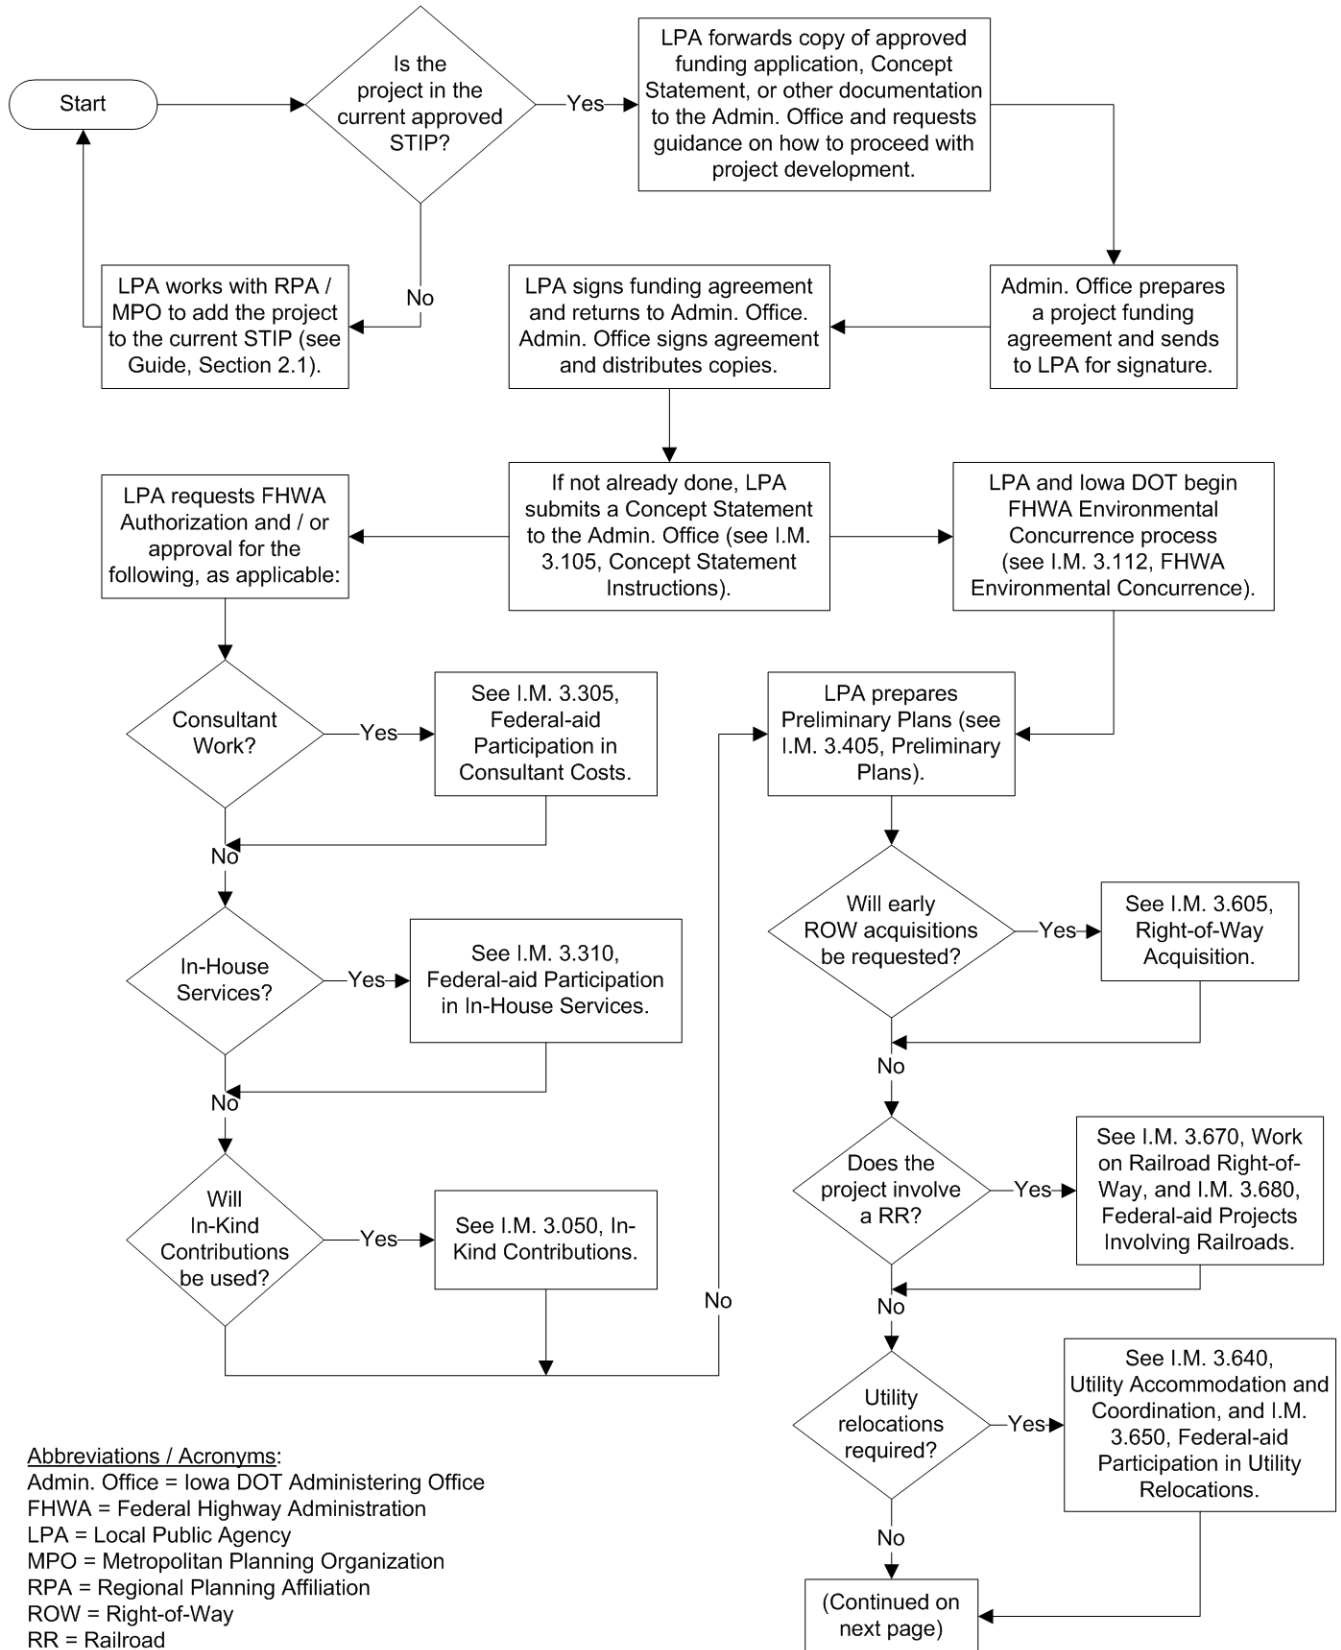 Start
Is the
project in the
current approved
STIP?
Yes
LPA forwards copy of approved
funding application, Concept
Statement, or other documentation
to the Admin. Office and requests
guidance on how to proceed with
project development.
No
LPA works with RPA /
MPO to add the project
to the current STIP (see
Guide, Section 2.1).
LPA signs funding agreement
and returns to Admin. Office.
Admin. Office signs agreement
and distributes copies.
Admin. Office prepares
a project funding
agreement and sends
to LPA for signature.
LPA requests FHWA
Authorization and / or
approval for the
following, as applicable:
If not already done, LPA
submits a Concept Statement
to the Admin. Office (see I.M.
3.105, Concept Statement
Instructions).
LPA and Iowa DOT begin
FHWA Environmental
Concurrence process
(see I.M. 3.112, FHWA
Environmental Concurrence).
Consultant
Work?
Yes
See I.M. 3.305,
Federal-aid
Participation in
Consultant Costs.
No
In-House
Services?
Yes
See I.M. 3.310,
Federal-aid Participation
in In-House Services.
No
Will
In-Kind
Contributions
be used?
Yes
See I.M. 3.050, In-
Kind Contributions.
No
LPA prepares
Preliminary Plans (see
I.M. 3.405, Preliminary
Plans).
Will early
ROW acquisitions
be requested?
Yes
See I.M. 3.605,
Right-of-Way
Acquisition.
No
Does the
project involve
a RR?
Yes
See I.M. 3.670, Work
on Railroad Right-of-
Way, and I.M. 3.680,
Federal-aid Projects
Involving Railroads.
No
Utility
relocations
required?
Yes
See I.M. 3.640,
Utility Accommodation and
Coordination, and I.M.
3.650, Federal-aid
Participation in Utility
Relocations.
No
(Continued on
next page)
Abbreviations / Acronyms:
Admin. Office = Iowa DOT Administering Office
FHWA = Federal Highway Administration
LPA = Local Public Agency
MPO = Metropolitan Planning Organization
RPA = Regional Planning Affiliation
ROW = Right-of-Way
RR = Railroad